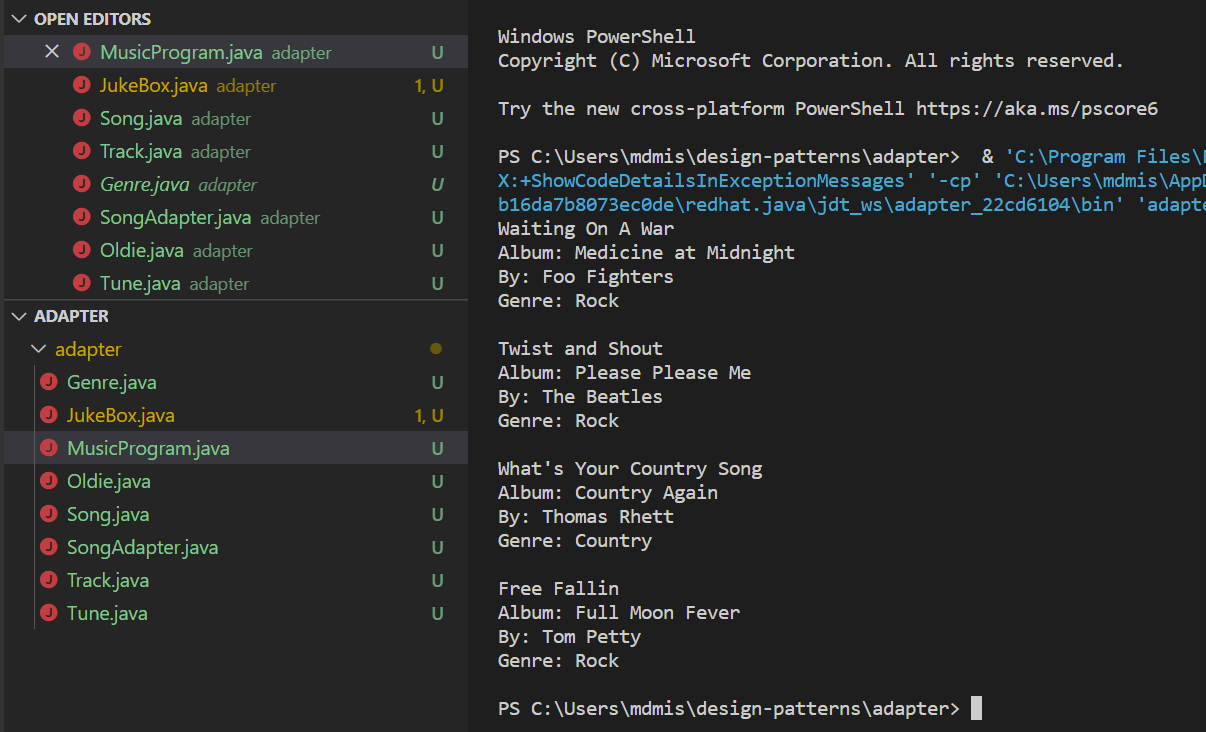 OPEN EDITORS
MusicProgram.java adapter U
JukeBox.java adapter 1, U
Song.java adapter U
Track.java adapter U
Genre.java adapter U
SongAdapter.java adapter U
Oldie.java adapter U
Tune.java adapter U
ADAPTER
adapter
Genre.java U
JukeBox.java 1, U
MusicProgram.java U
Oldie.java U
Song.java U
SongAdapter.java U
Track.java U
Tune.java U
Windows PowerShell
Copyright (C) Microsoft Corporation. All rights reserved.
Try the new cross-platform PowerShell https://aka.ms/pscore6
PS C:\Users\mdmis\design-patterns\adapter>  & 'C:\Program Files\
X:+ShowCodeDetailsInExceptionMessages' '-cp' 'C:\Users\mdmis\App
b16da7b8073ec0de\redhat.java\jdt_ws\adapter_22cd6104\bin' 'adapte
Waiting On A War
Album: Medicine at Midnight
By: Foo Fighters
Genre: Rock
Twist and Shout
Album: Please Please Me
By: The Beatles
Genre: Rock
What's Your Country Song
Album: Country Again
By: Thomas Rhett
Genre: Country
Free Fallin
Album: Full Moon Fever
By: Tom Petty
Genre: Rock
PS C:\Users\mdmis\design-patterns\adapter>